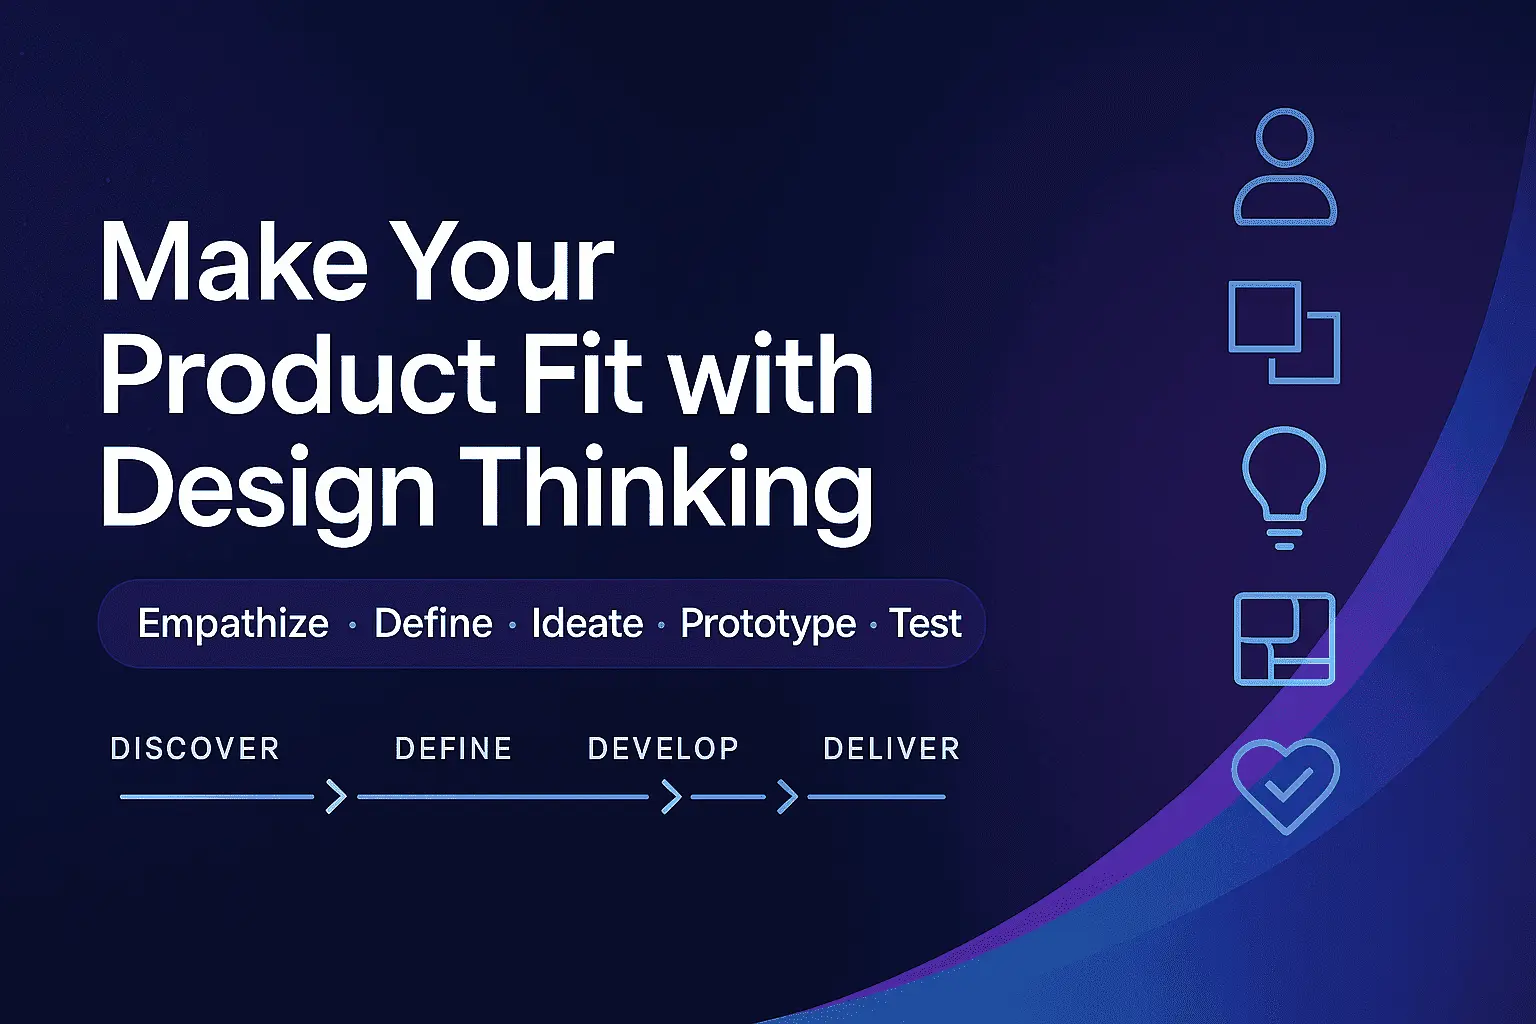 Make Your
Product Fit with
Design Thinking
Empathize · Define · Ideate · Prototype · Test
DISCOVER DEFINE DEVELOP DELIVER